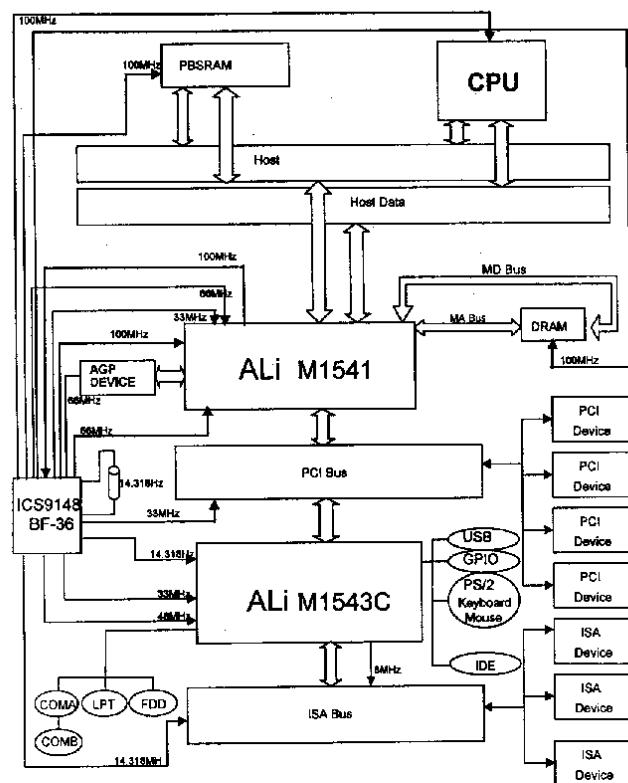 100MHz
100MHz
PBSRAM
CPU
Host
Host Data
100MHz
66MHz
33MHz
MD Bus
MA Bus
DRAM
100MHz
100MHz
ALi M1541
AGP
DEVICE
66MHz
66MHz
PCI
Device
PCI Bus
PCI
Device
14.318Hz
ICS9148
BF-36
33MHz
PCI
Device
14.318Hz
USB
GPIO
PS/2
Keyboard
Mouse
PCI
Device
ALi M1543C
33MHz
48MHz
ISA
Device
IDE
8MHz
COMA
LPT
FDD
ISA
Device
ISA Bus
COMB
14.318MH
ISA
Device